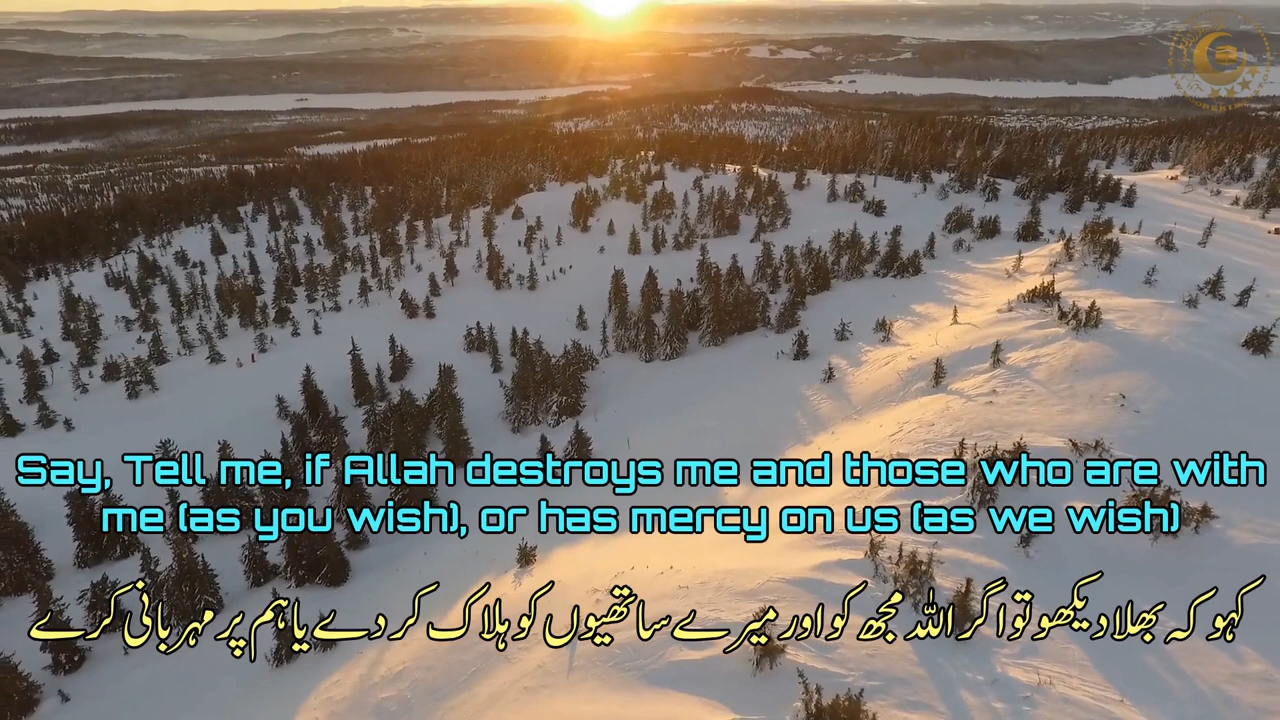 Say, Tell me, if Allah destroys me and those who are with
me (as you wish), or has mercy on us (as we wish)
کہو کہ بھلا دیکھو تو اگر اللہ مجھ کو اور میرے ساتھیوں کو ہلاک کر دے یا ہم پر مہربانی کرے